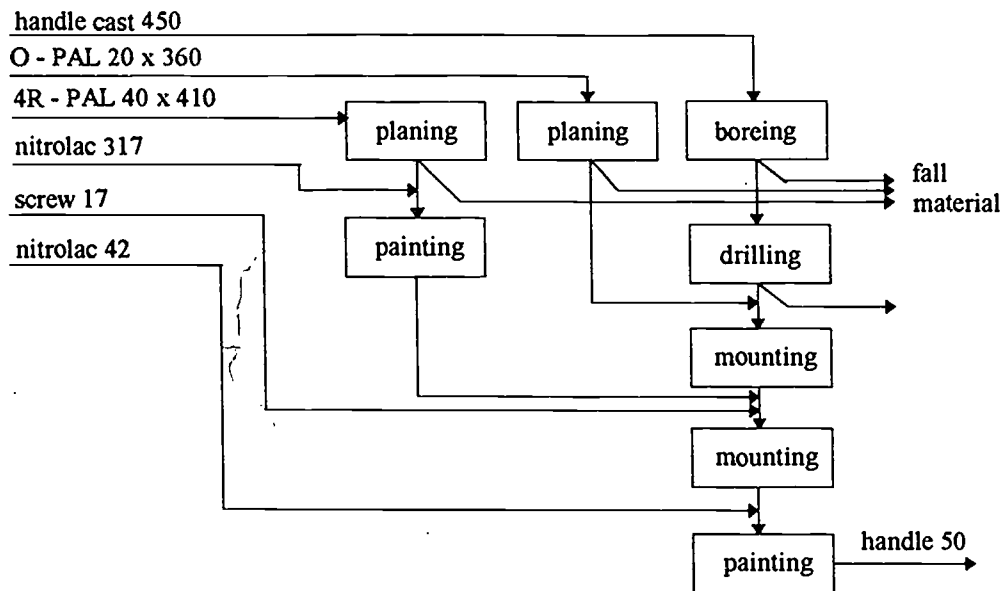 handle cast 450
O - PAL 20 x 360
4R - PAL 40 x 410
nitrolac 317
screw 17
nitrolac 42
planing
planing
boreing
fall
material
painting
drilling
mounting
mounting
painting
handle 50